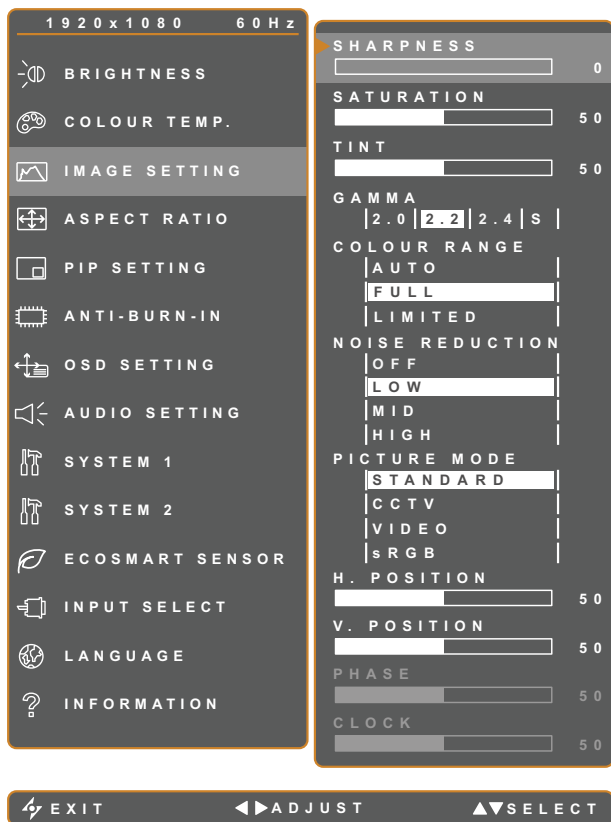 1920x1080 60Hz
BRIGHTNESS
COLOUR TEMP.
IMAGE SETTING
ASPECT RATIO
PIP SETTING
ANTI-BURN-IN
OSD SETTING
AUDIO SETTING
SYSTEM 1
SYSTEM 2
ECOSMART SENSOR
INPUT SELECT
LANGUAGE
INFORMATION
SHARPNESS
0
SATURATION
50
TINT
50
GAMMA
2.0 2.2 2.4 S
COLOUR RANGE
AUTO
FULL
LIMITED
NOISE REDUCTION
OFF
LOW
MID
HIGH
PICTURE MODE
STANDARD
CCTV
VIDEO
sRGB
H. POSITION
50
V. POSITION
50
PHASE
50
CLOCK
50
EXIT ADJUST SELECT